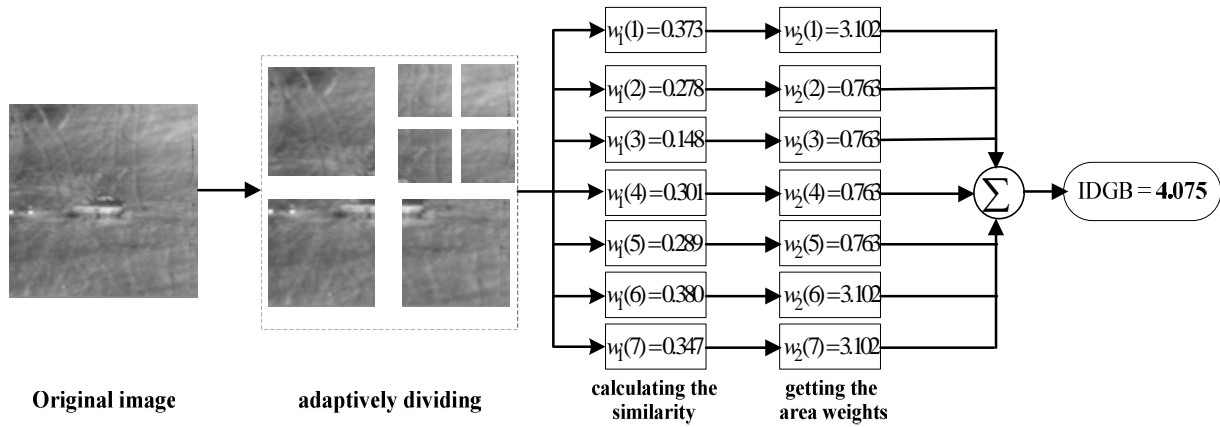 w₁(1)=0.373
w₂(1)=3.102
w₁(2)=0.278
w₂(2)=0.763
w₁(3)=0.148
w₂(3)=0.763
w₁(4)=0.301
w₂(4)=0.763
∑
IDGB = 4.075
w₁(5)=0.289
w₂(5)=0.763
w₁(6)=0.380
w₂(6)=3.102
w₁(7)=0.347
w₂(7)=3.102
Original image
adaptively dividing
calculating the
similarity
getting the
area weights